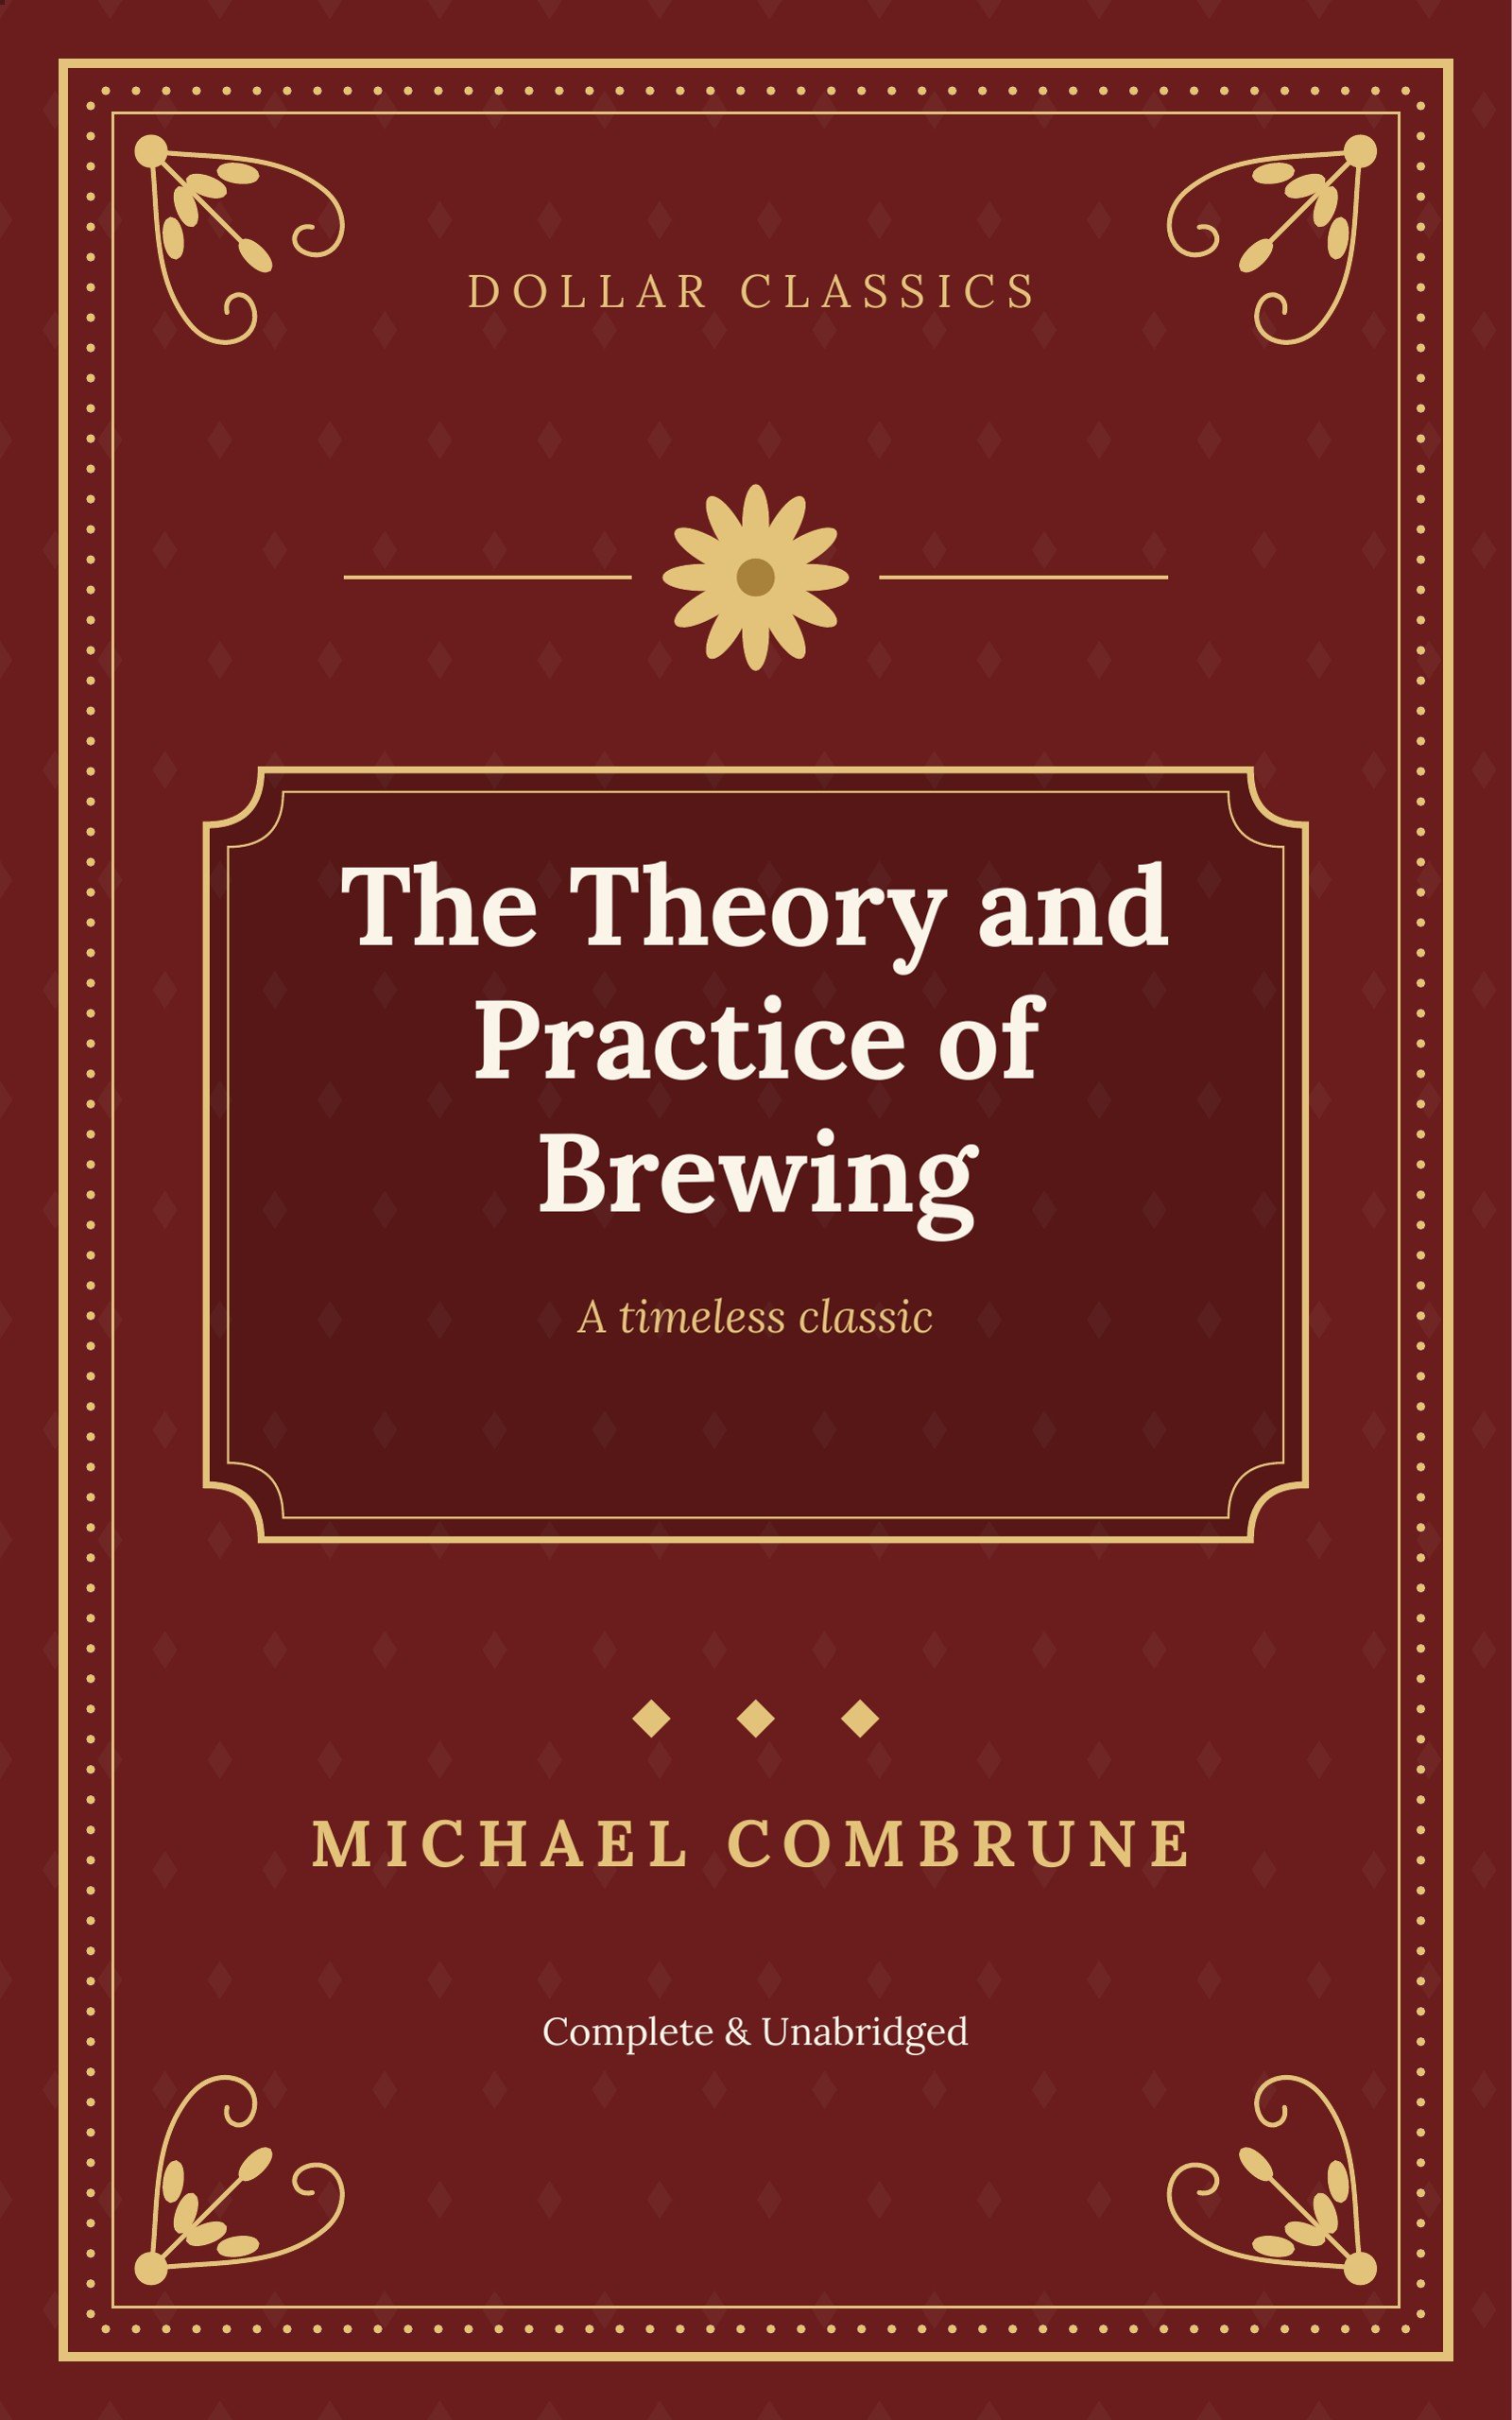 DOLLAR CLASSICS
The Theory and
Practice of
Brewing
A timeless classic
MICHAEL COMBRUNE
Complete & Unabridged